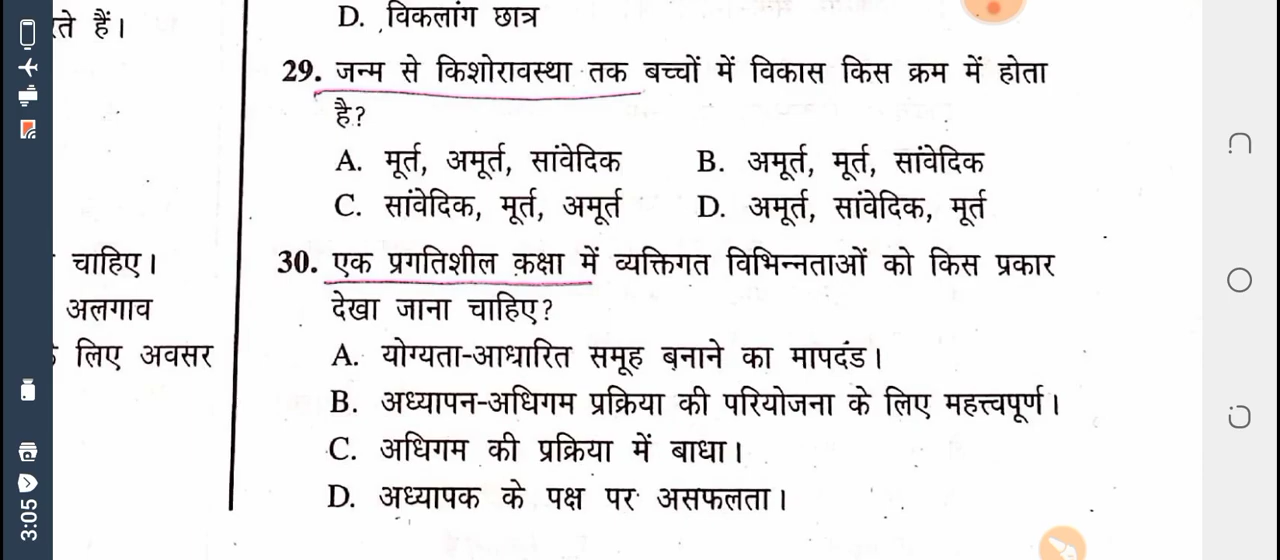 ते हैं।
चाहिए।
अलगाव
लिए अवसर
D. विकलांग छात्र
29. जन्म से किशोरावस्था तक बच्चों में विकास किस क्रम में होता
है?
A. मूर्त, अमूर्त, सांवेदिक B. अमूर्त, मूर्त, सांवेदिक
C. सांवेदिक, मूर्त, अमूर्त D. अमूर्त, सांवेदिक, मूर्त
30. एक प्रगतिशील कक्षा में व्यक्तिगत विभिन्नताओं को किस प्रकार
देखा जाना चाहिए?
A. योग्यता-आधारित समूह बनाने का मापदंड।
B. अध्यापन-अधिगम प्रक्रिया की परियोजना के लिए महत्त्वपूर्ण।
C. अधिगम की प्रक्रिया में बाधा।
D. अध्यापक के पक्ष पर असफलता।
3:05